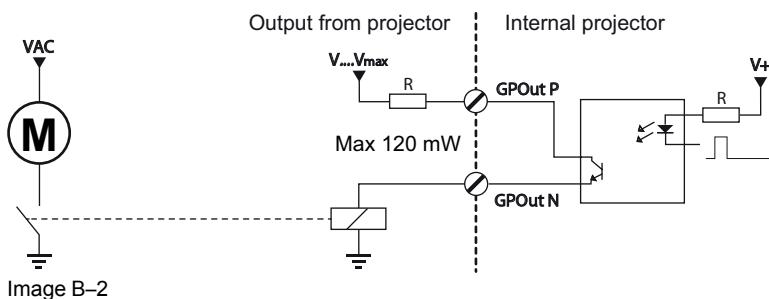 Output from projector
Internal projector
VAC
V....Vmax
V+
R
GPOut P
R
M
Max 120 mW
GPOut N
Image B–2